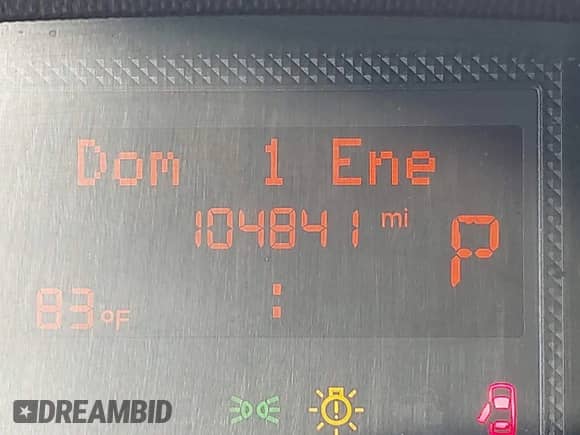 Dom 1 Ene
104841 mi
P
83°F :
DREAMBID